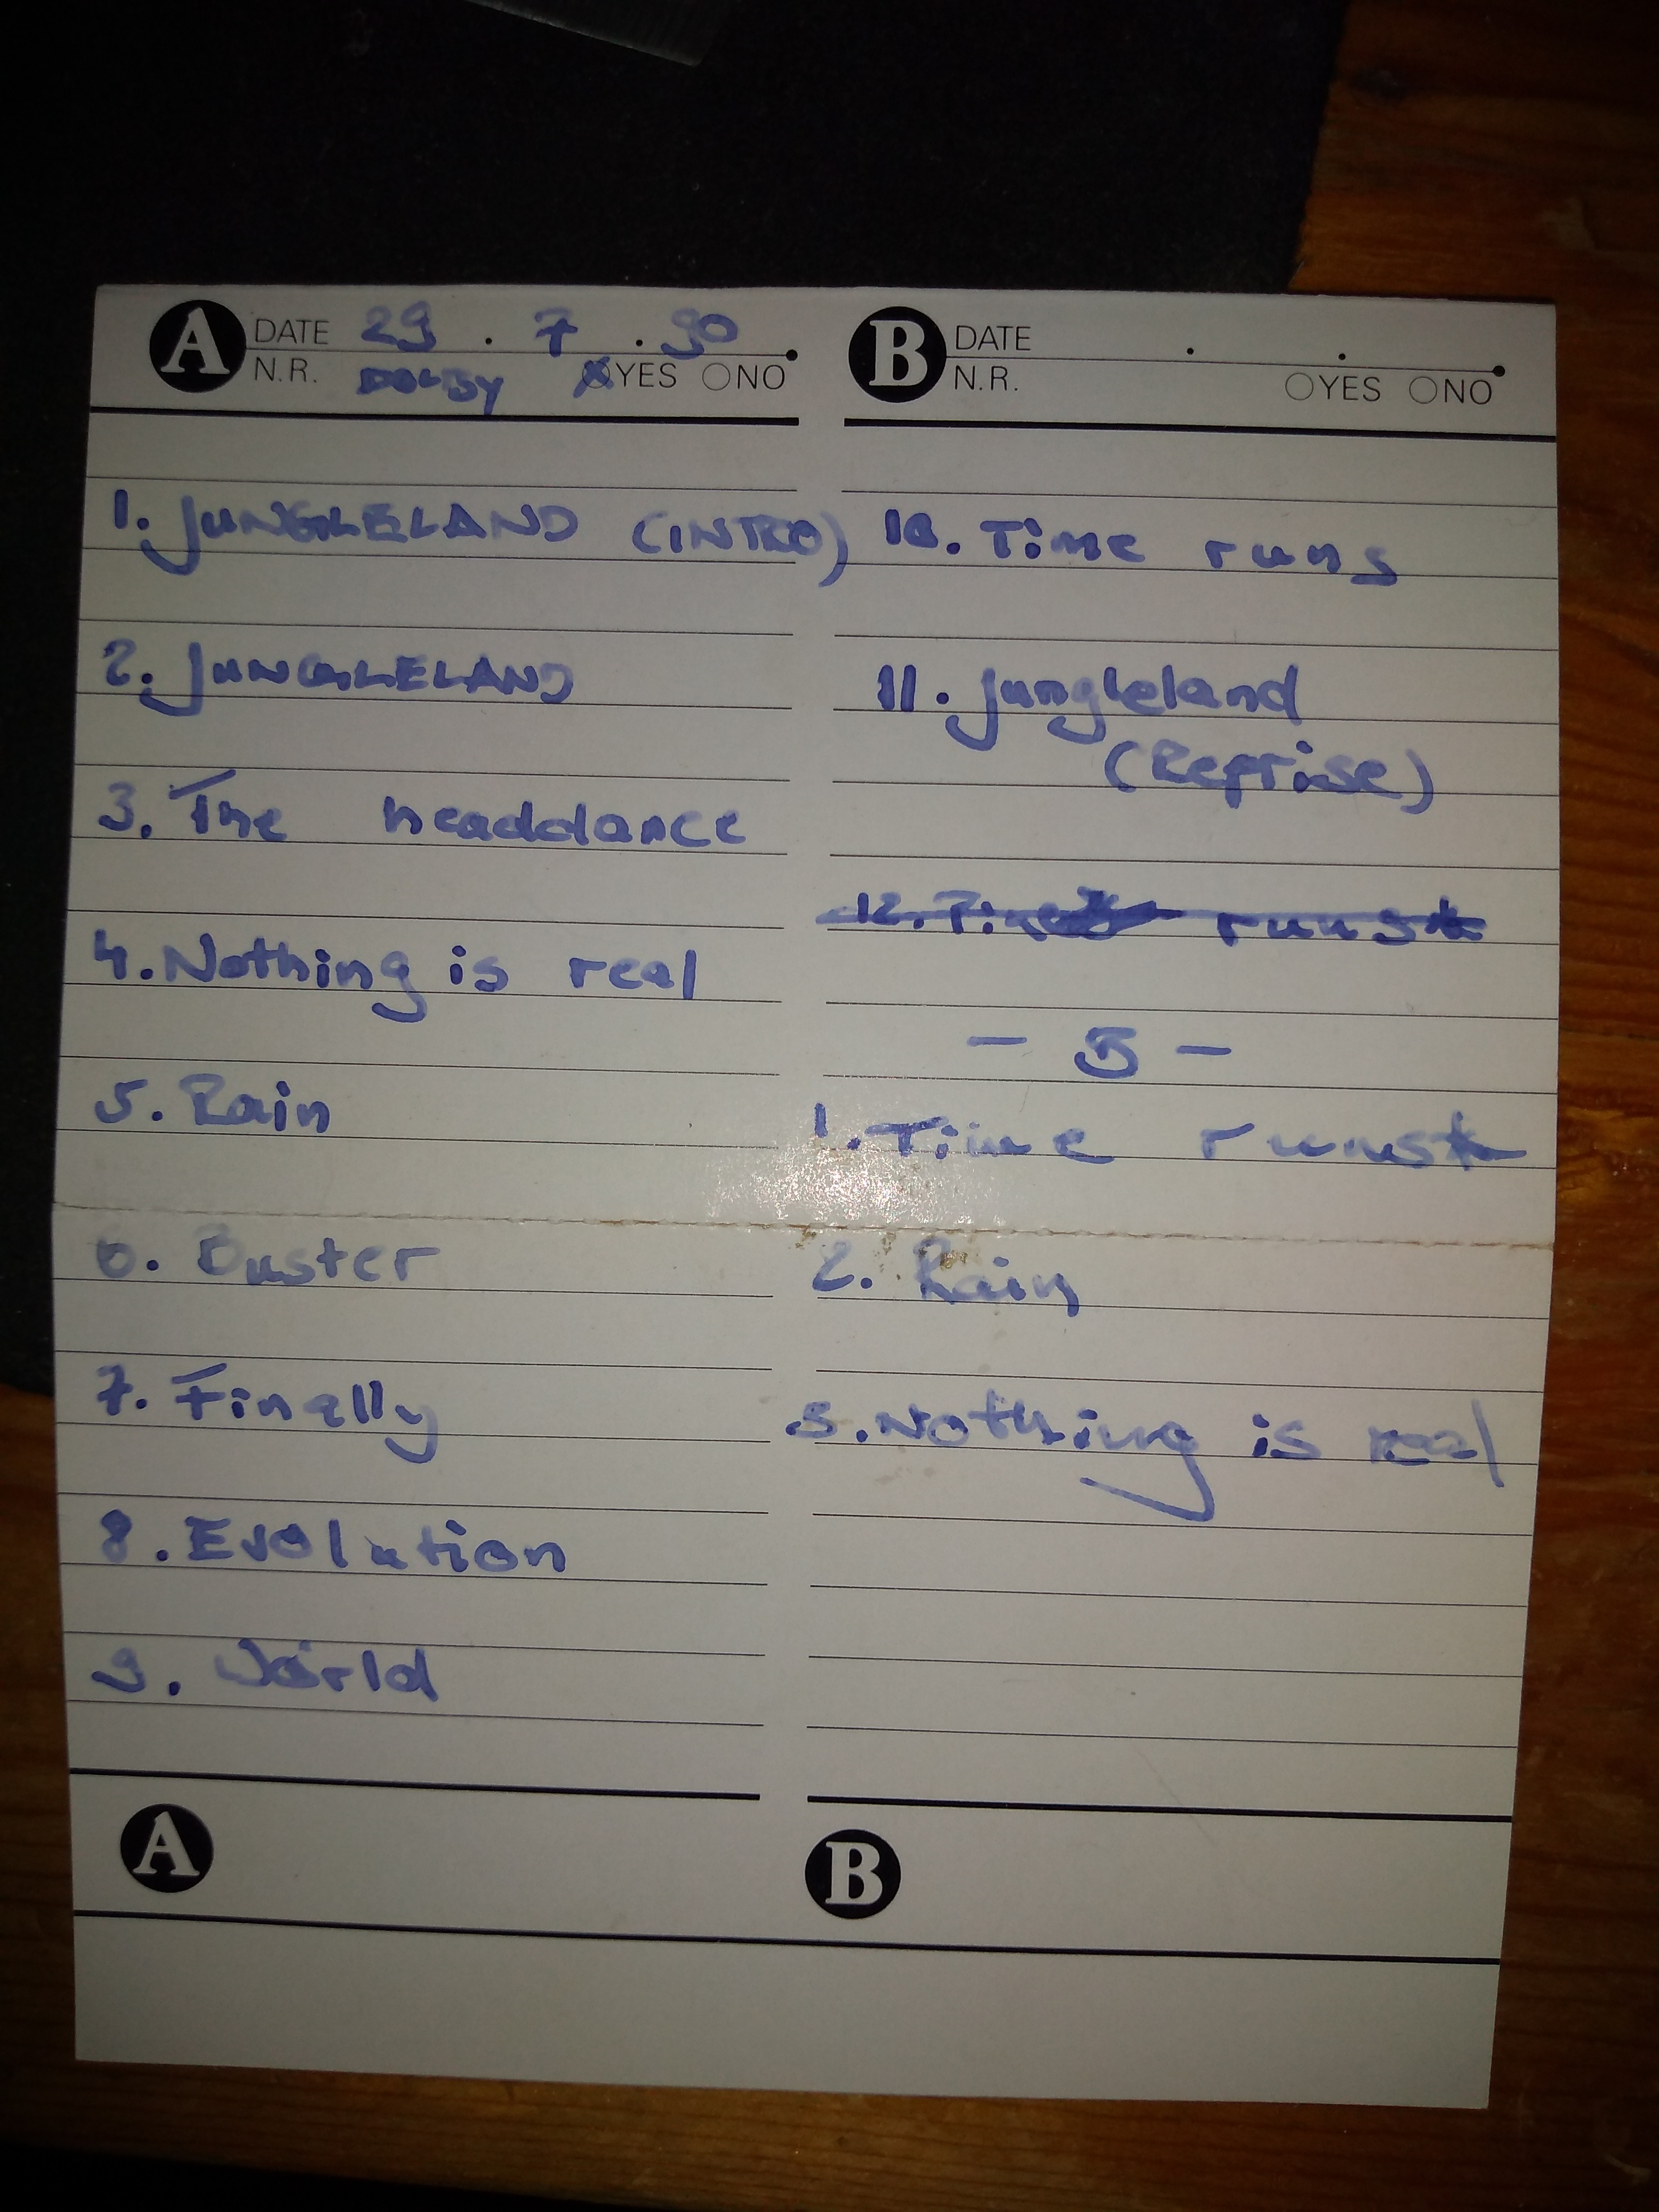 A DATE 29 . 7 . 90
N.R. DOLBY YES NO
1. JUNGLELAND (INTRO)
2. JUNGLELAND
3. The headdance
4. Nothing is real
5. Rain
6. Buster
7. Finally
8. Evolution
9. World
A
B DATE . .
N.R. YES NO
10. Time runs
11. jungleland
(Reprise)
12. Time runs
- 5 -
1. Time runs
2. Rain
3. Nothing is real
B